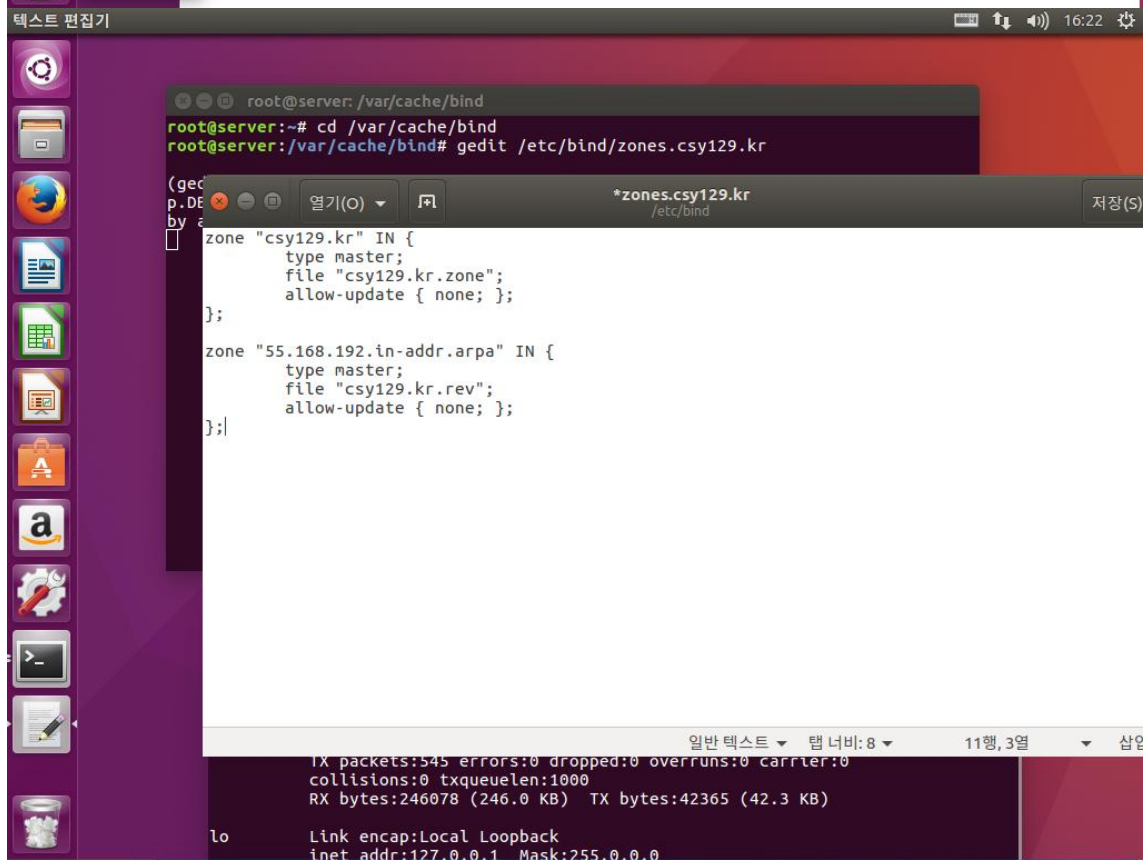 텍스트 편집기
16:22
root@server: /var/cache/bind
root@server:~# cd /var/cache/bind
root@server:/var/cache/bind# gedit /etc/bind/zones.csy129.kr
열기(O)
*zones.csy129.kr
/etc/bind
저장(S)
zone "csy129.kr" IN {
type master;
file "csy129.kr.zone";
allow-update { none; };
};
zone "55.168.192.in-addr.arpa" IN {
type master;
file "csy129.kr.rev";
allow-update { none; };
};
일반 텍스트 탭 너비: 8 11행, 3열
TX packets:545 errors:0 dropped:0 overruns:0 carrier:0
collisions:0 txqueuelen:1000
RX bytes:246078 (246.0 KB) TX bytes:42365 (42.3 KB)
lo Link encap:Local Loopback
inet addr:127.0.0.1 Mask:255.0.0.0